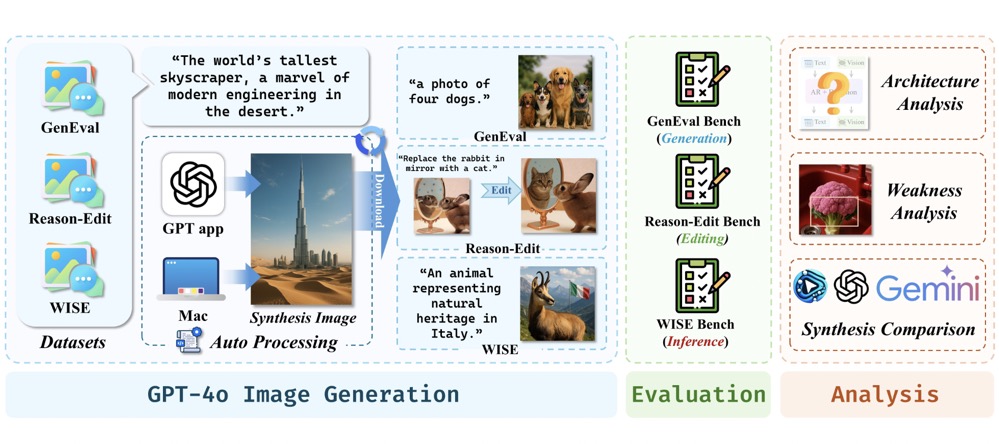 GenEval
Reason-Edit
WISE
Datasets
“The world’s tallest
skyscraper, a marvel of
modern engineering in
the desert.”
GPT app
Mac
Synthesis Image
Auto Processing
Download
“a photo of
four dogs.”
GenEval
“Replace the rabbit in
mirror with a cat.”
Edit
Reason-Edit
“An animal
representing
natural
heritage in
Italy.”
WISE
GenEval Bench
(Generation)
Reason-Edit Bench
(Editing)
WISE Bench
(Inference)
Text
Vision
Text
Vision
Architecture
Analysis
Weakness
Analysis
Gemini
Synthesis Comparison
GPT-4o Image Generation
Evaluation
Analysis